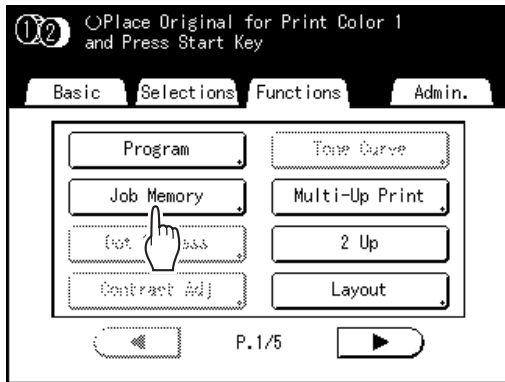 ①② Place Original for Print Color 1
and Press Start Key
Basic Selections Functions Admin.
Program Tone Curve
Job Memory Multi-Up Print
Dot 2 Up
Contrast Adj Layout
P.1/5